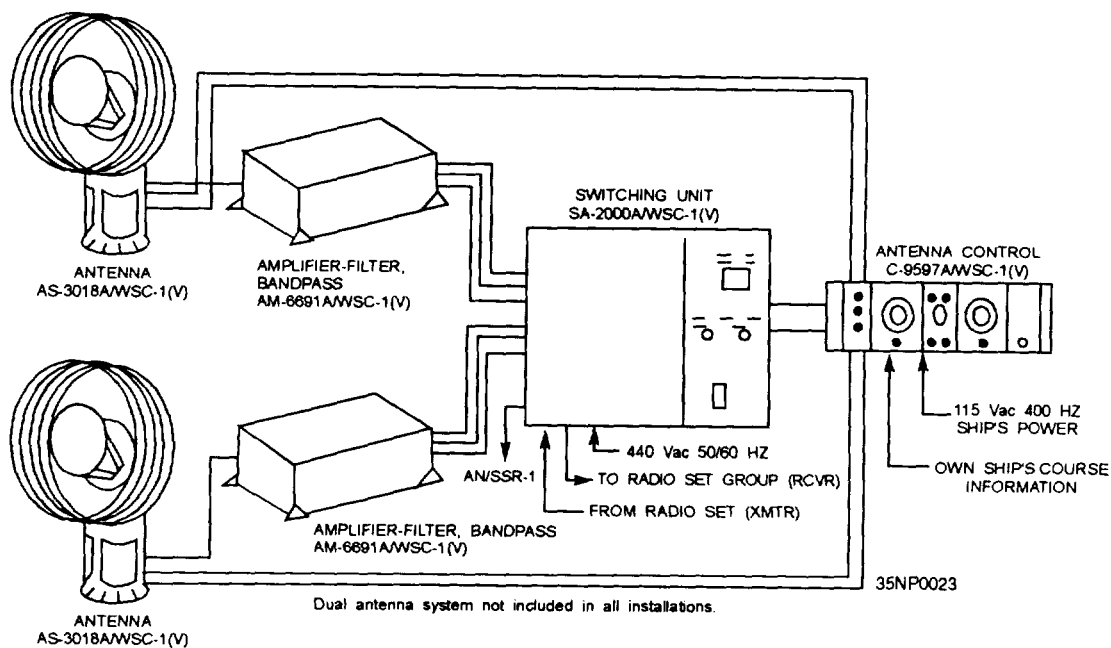 SWITCHING UNIT
SA-2000A/WSC-1(V)
ANTENNA CONTROL
C-9597A/WSC-1(V)
ANTENNA
AS-3018A/WSC-1(V)
AMPLIFIER-FILTER,
BANDPASS
AM-6691A/WSC-1(V)
115 Vac 400 HZ
SHIP'S POWER
440 Vac 50/60 HZ
AN/SSR-1
TO RADIO SET GROUP (RCVR)
OWN SHIP'S COURSE
INFORMATION
FROM RADIO SET (XMTR)
AMPLIFIER-FILTER, BANDPASS
AM-6691A/WSC-1(V)
35NP0023
Dual antenna system not included in all installations.
ANTENNA
AS-3018A/WSC-1(V)